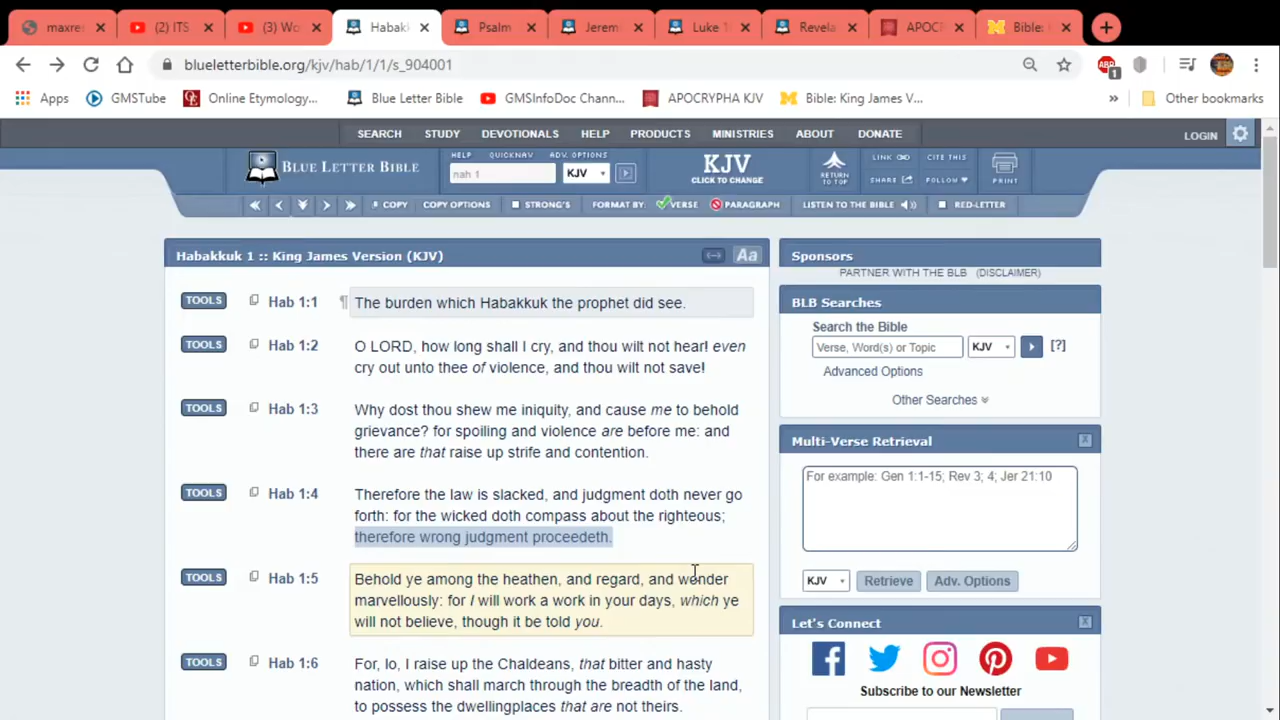 maxre
(2) ITS
(3) Wo
Habak
Psalm
Jerem
Luke 1
Revela
APOC
Bible:
blueletterbible.org/kjv/hab/1/1/s_904001
ABP
1
Apps
GMSTube
Online Etymology...
Blue Letter Bible
GMSInfoDoc Chann...
APOCRYPHA KJV
Bible: King James V...
»
Other bookmarks
SEARCH STUDY DEVOTIONALS HELP PRODUCTS MINISTRIES ABOUT DONATE
LOGIN
BLUE LETTER BIBLE
HELP QUICKNAV ADV. OPTIONS
nah 1
KJV
KJV
CLICK TO CHANGE
RETURN TO TOP
LINK
CITE THIS
SHARE
FOLLOW
PRINT
COPY COPY OPTIONS STRONG'S FORMAT BY: VERSE PARAGRAPH LISTEN TO THE BIBLE RED-LETTER
Habakkuk 1 :: King James Version (KJV)
Aa
TOOLS Hab 1:1 ¶ The burden which Habakkuk the prophet did see.
TOOLS Hab 1:2 O LORD, how long shall I cry, and thou wilt not hear! even
cry out unto thee of violence, and thou wilt not save!
TOOLS Hab 1:3 Why dost thou shew me iniquity, and cause me to behold
grievance? for spoiling and violence are before me: and
there are that raise up strife and contention.
TOOLS Hab 1:4 Therefore the law is slacked, and judgment doth never go
forth: for the wicked doth compass about the righteous;
therefore wrong judgment proceedeth.
TOOLS Hab 1:5 Behold ye among the heathen, and regard, and wonder
marvellously: for I will work a work in your days, which ye
will not believe, though it be told you.
TOOLS Hab 1:6 For, lo, I raise up the Chaldeans, that bitter and hasty
nation, which shall march through the breadth of the land,
to possess the dwellingplaces that are not theirs.
Sponsors
PARTNER WITH THE BLB (DISCLAIMER)
BLB Searches
Search the Bible
Verse, Word(s) or Topic
KJV
[?]
Advanced Options
Other Searches
Multi-Verse Retrieval
X
For example: Gen 1:1-15; Rev 3; 4; Jer 21:10
KJV
Retrieve
Adv. Options
Let's Connect
X
Subscribe to our Newsletter